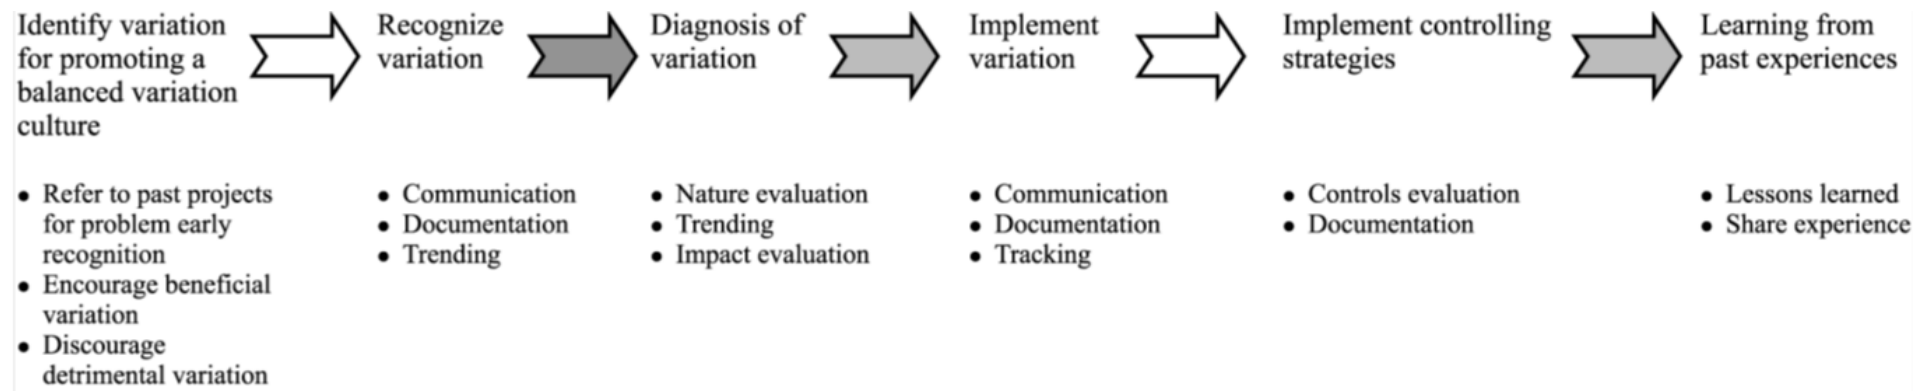 Identify variation
for promoting a
balanced variation
culture
Recognize
variation
Diagnosis of
variation
Implement
variation
Implement controlling
strategies
Learning from
past experiences
• Refer to past projects
for problem early
recognition
• Encourage beneficial
variation
• Discourage
detrimental variation
• Communication
• Documentation
• Trending
• Nature evaluation
• Trending
• Impact evaluation
• Communication
• Documentation
• Tracking
• Controls evaluation
• Documentation
• Lessons learned
• Share experience